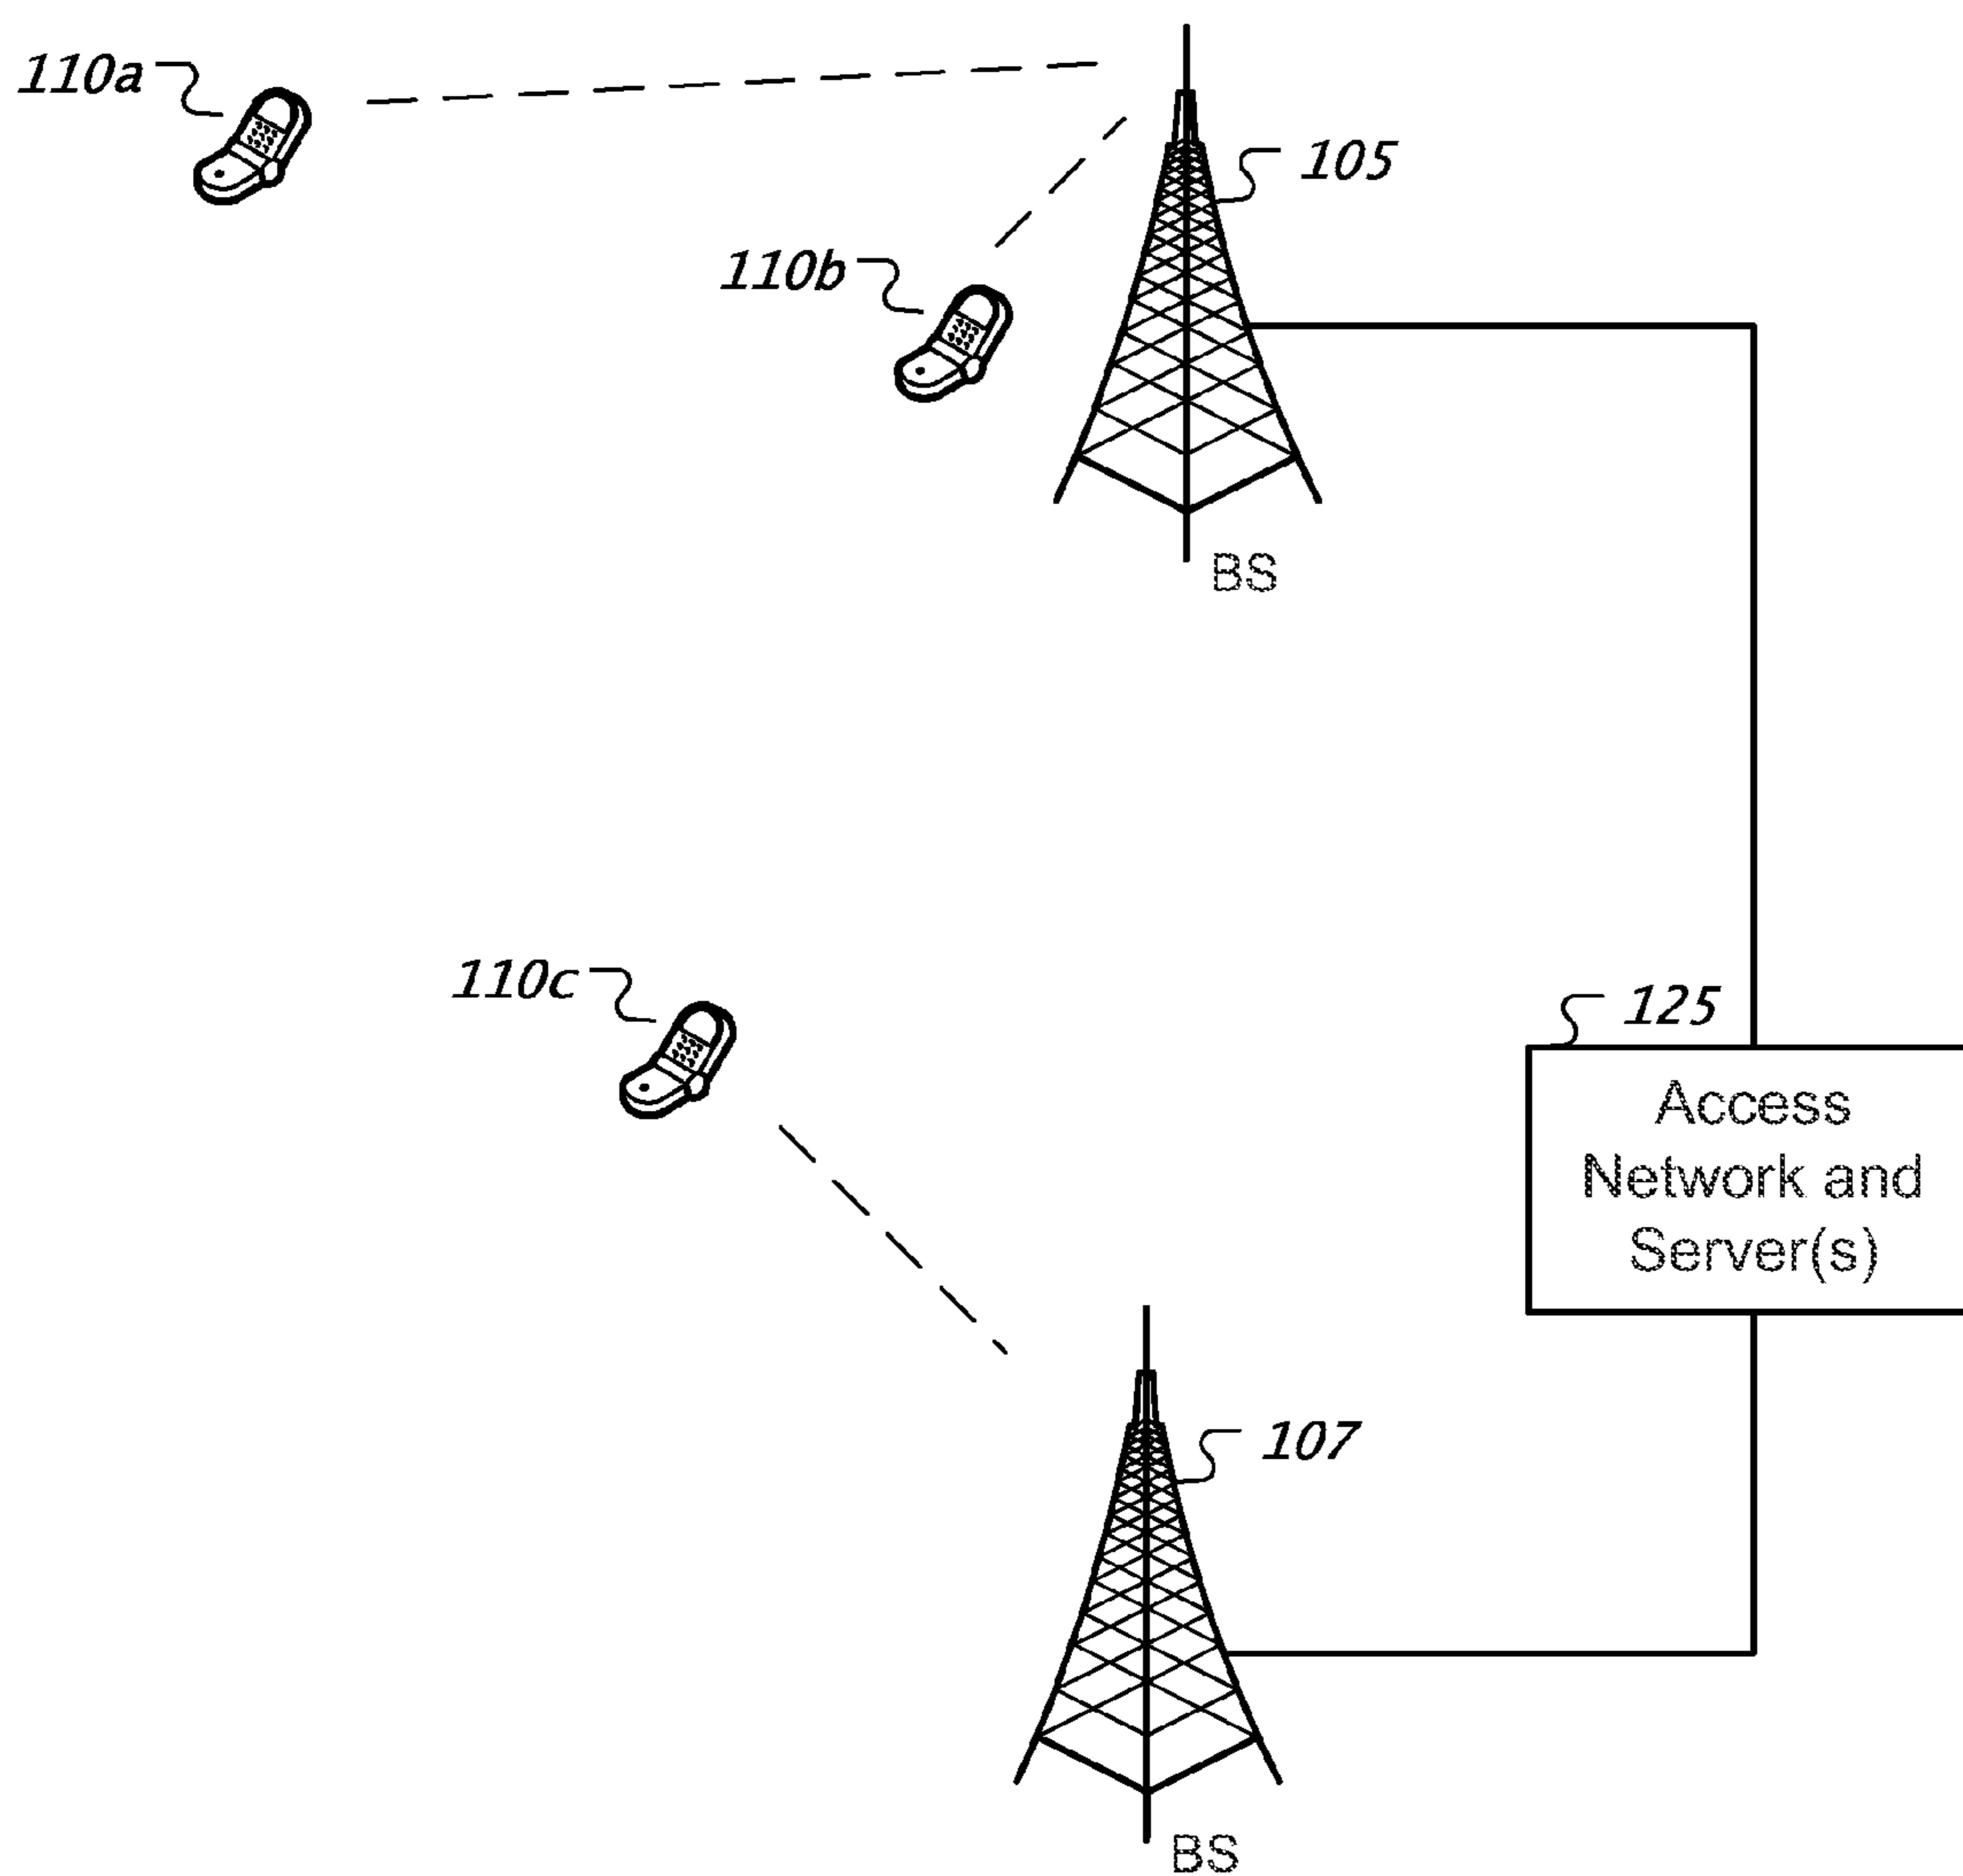 110a
105
110b
BS
110c
125
Access
Network and
Server(s)
107
BS